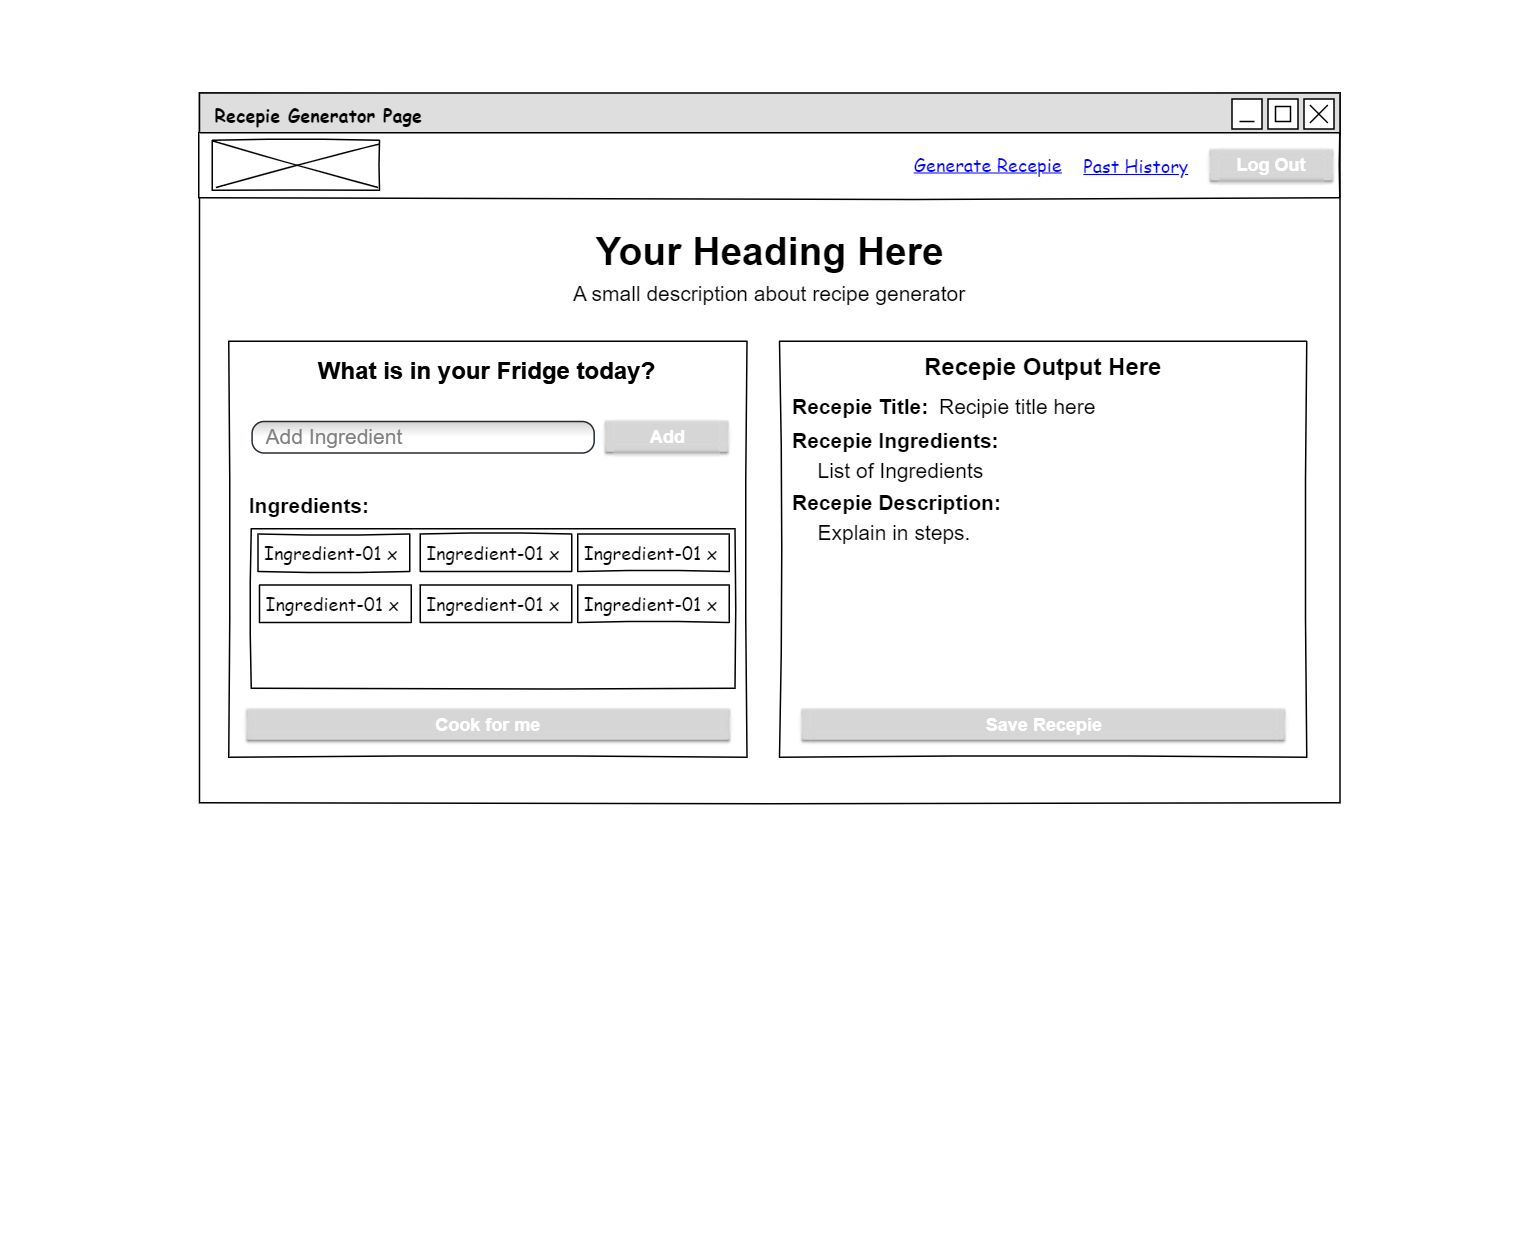 Recepie Generator Page
Generate Recepie Past History Log Out
Your Heading Here
A small description about recipe generator
What is in your Fridge today?
Add Ingredient Add
Ingredients:
Ingredient-01 x Ingredient-01 x Ingredient-01 x
Ingredient-01 x Ingredient-01 x Ingredient-01 x
Cook for me
Recepie Output Here
Recepie Title: Recipie title here
Recepie Ingredients:
List of Ingredients
Recepie Description:
Explain in steps.
Save Recepie